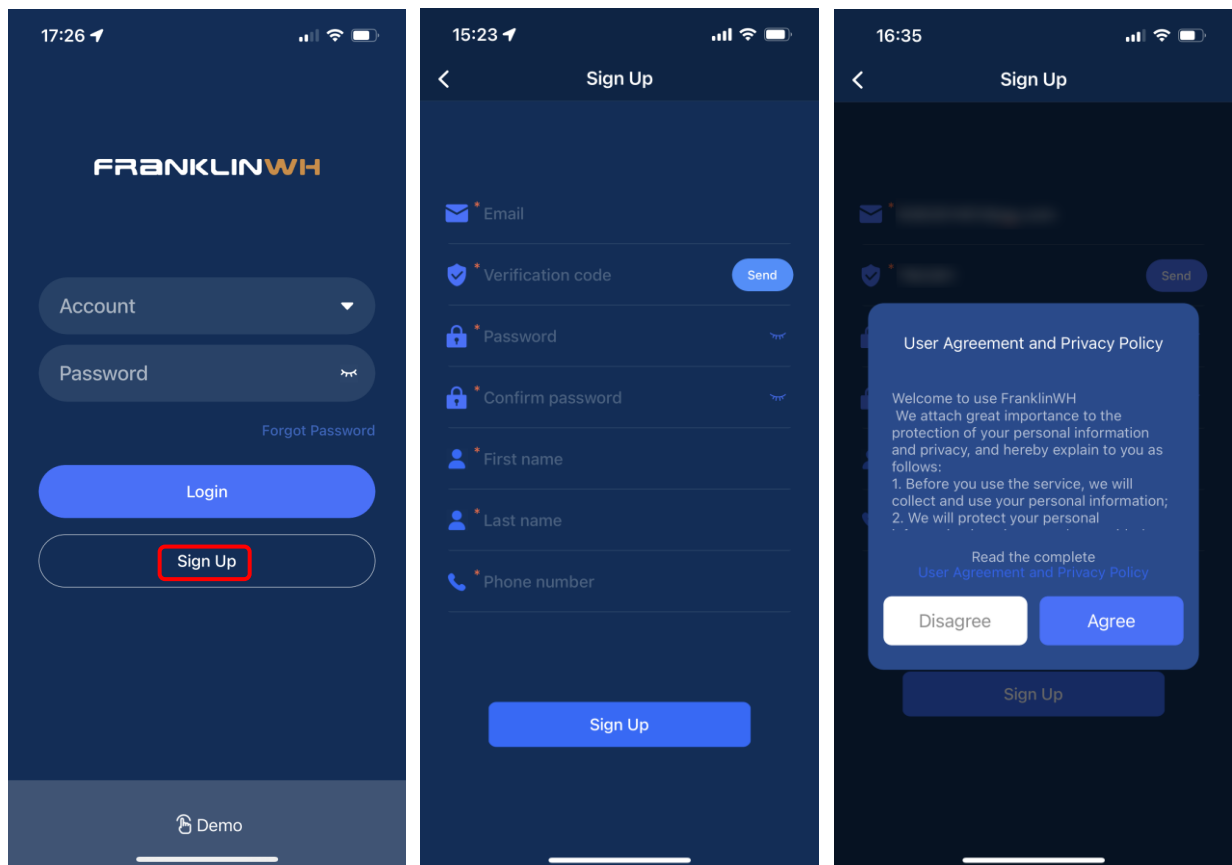 17:26
FRANKLINWH
Account
Password
Forgot Password
Login
Sign Up
Demo
15:23
Sign Up
* Email
* Verification code
Send
* Password
* Confirm password
* First name
* Last name
* Phone number
Sign Up
16:35
Sign Up
*
*
Send
User Agreement and Privacy Policy
Welcome to use FranklinWH
We attach great importance to the
protection of your personal information
and privacy, and hereby explain to you as
follows:
1. Before you use the service, we will
collect and use your personal information;
2. We will protect your personal
Read the complete
User Agreement and Privacy Policy
Disagree
Agree
Sign Up